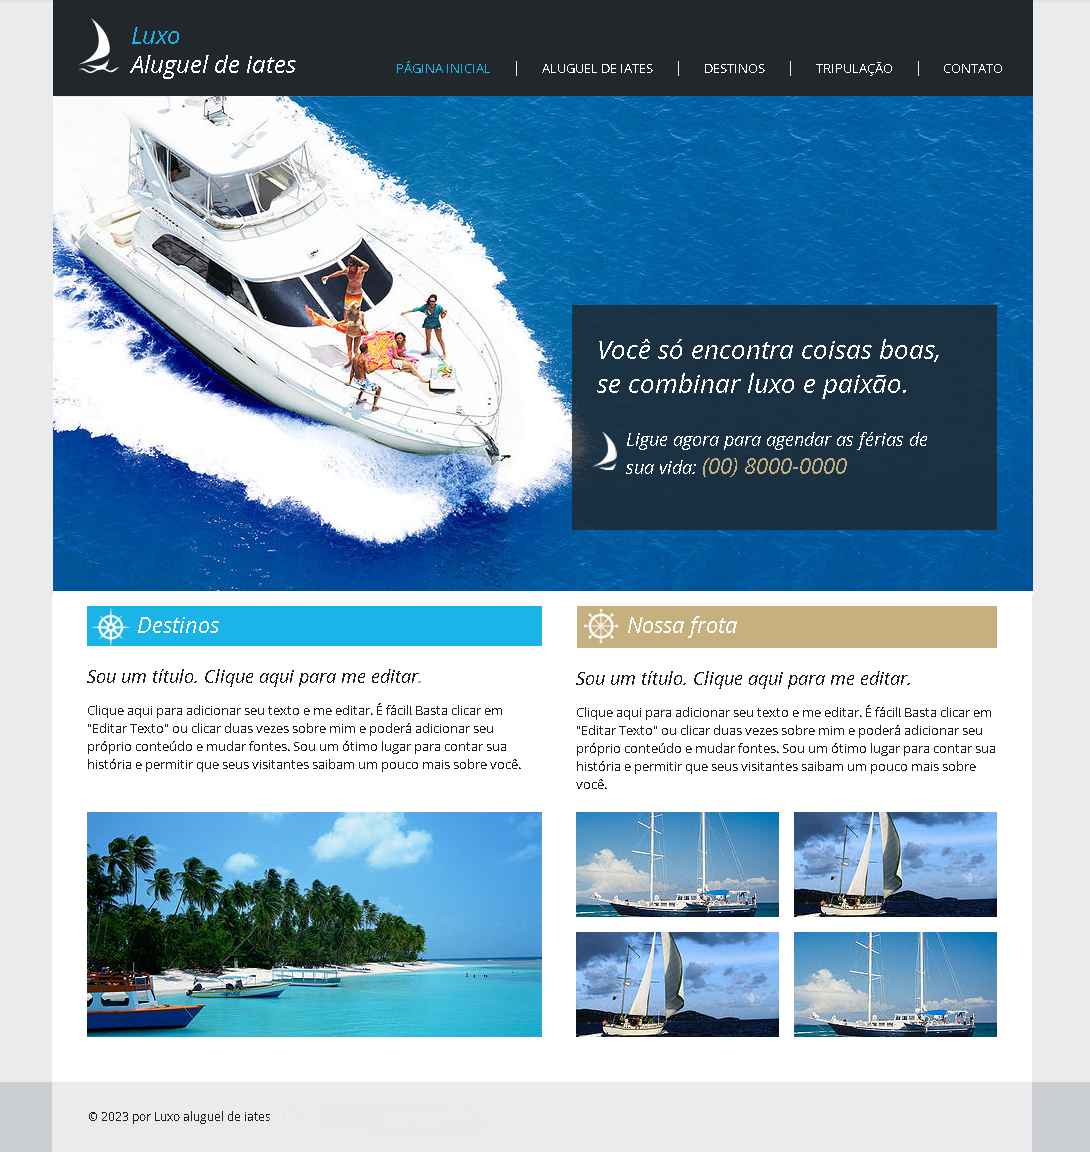 Luxo
Aluguel de iates
PÁGINA INICIAL | ALUGUEL DE IATES | DESTINOS | TRIPULAÇÃO | CONTATO
Você só encontra coisas boas,
se combinar luxo e paixão.
Ligue agora para agendar as férias de
sua vida: (00) 8000-0000
Destinos
Sou um título. Clique aqui para me editar.
Clique aqui para adicionar seu texto e me editar. É fácil! Basta clicar em
"Editar Texto" ou clicar duas vezes sobre mim e poderá adicionar seu
próprio conteúdo e mudar fontes. Sou um ótimo lugar para contar sua
história e permitir que seus visitantes saibam um pouco mais sobre você.
Nossa frota
Sou um título. Clique aqui para me editar.
Clique aqui para adicionar seu texto e me editar. É fácil! Basta clicar em
"Editar Texto" ou clicar duas vezes sobre mim e poderá adicionar seu
próprio conteúdo e mudar fontes. Sou um ótimo lugar para contar sua
história e permitir que seus visitantes saibam um pouco mais sobre
você.
© 2023 por Luxo aluguel de iates.